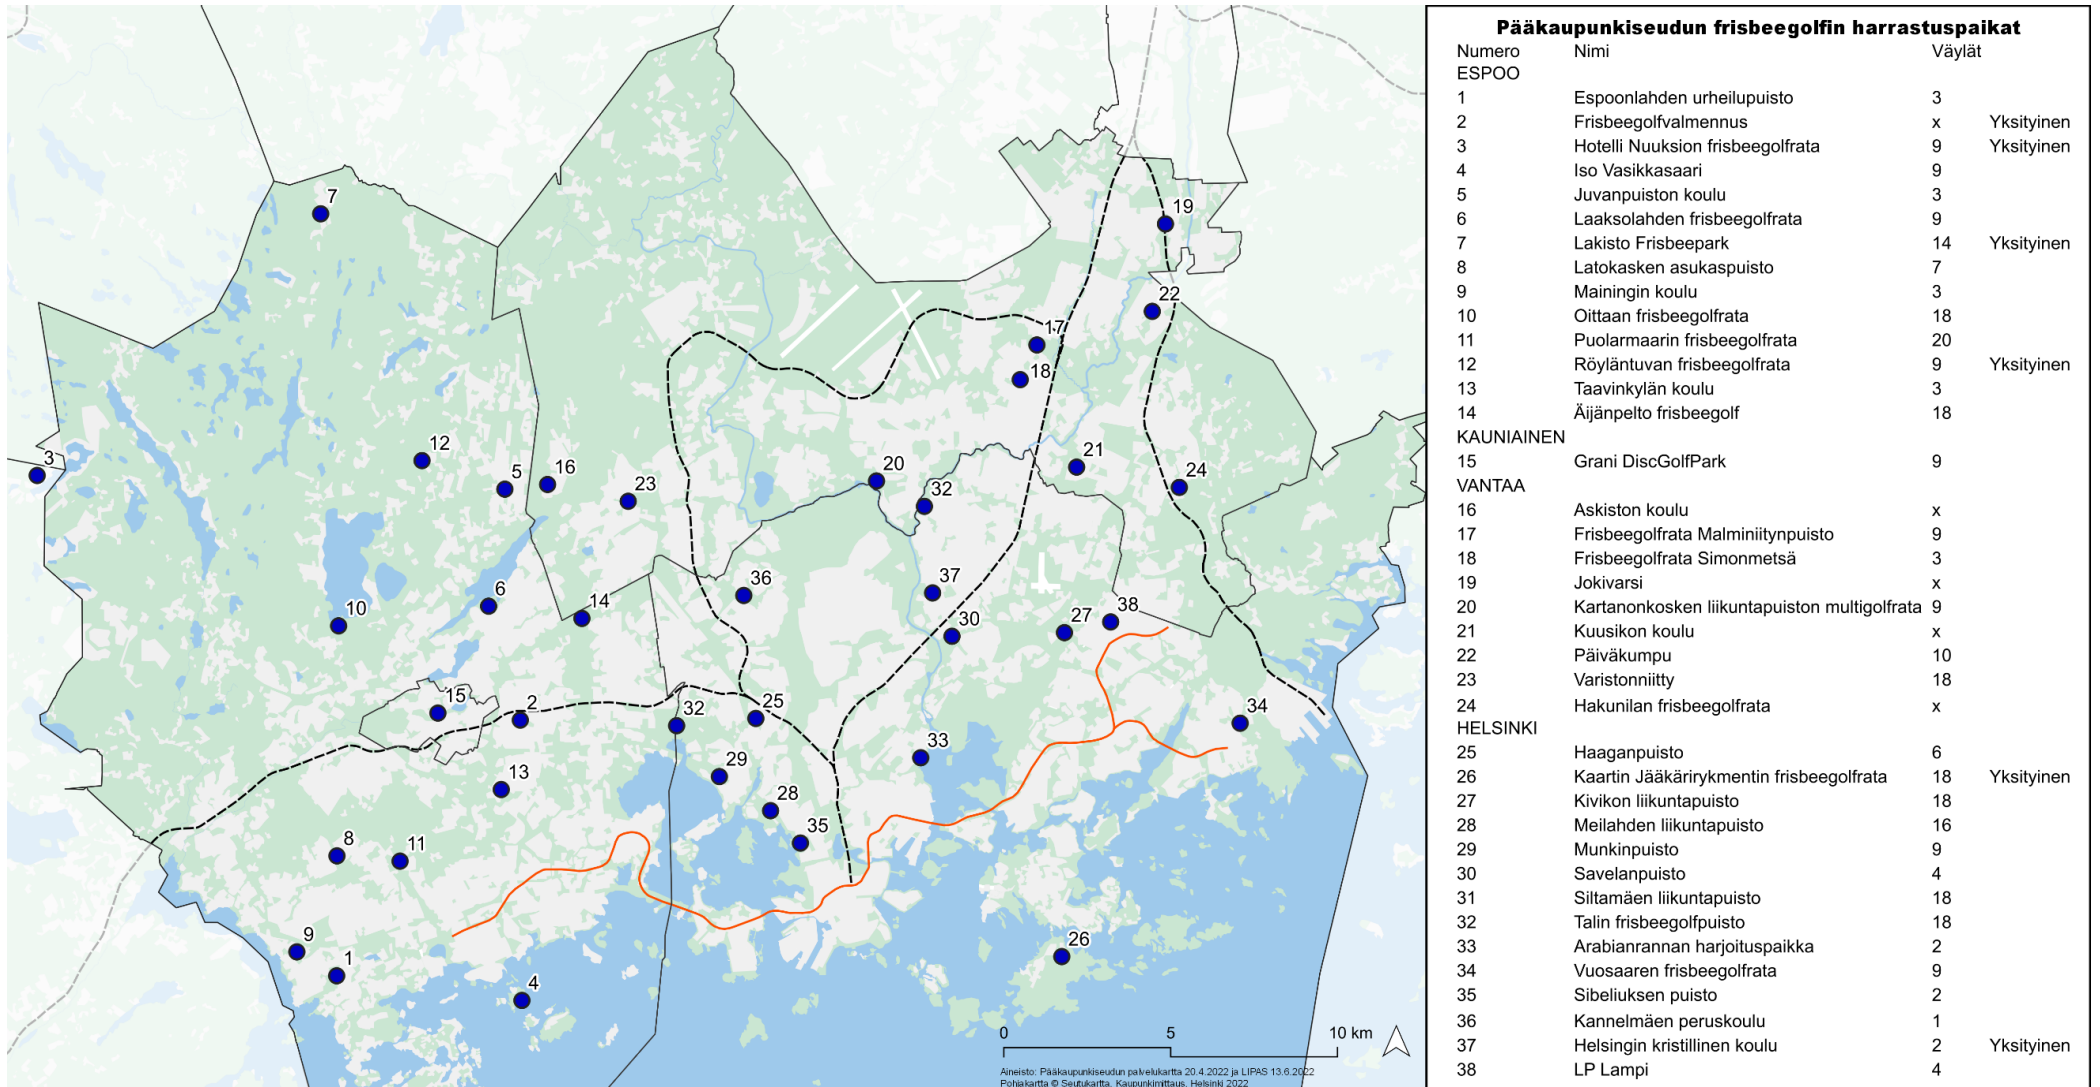 Pääkaupunkiseudun frisbeegolfin harrastuspaikat
Numero Nimi Väylät
ESPOO
1 Espoonlahden urheilupuisto 3
2 Frisbeegolfvalmennus x Yksityinen
3 Hotelli Nuuksion frisbeegolfrata 9 Yksityinen
4 Iso Vasikkasaari 9
5 Juvanpuiston koulu 3
6 Laaksolahden frisbeegolfrata 9
7 Lakisto Frisbeepark 14 Yksityinen
8 Latokasken asukaspuisto 7
9 Mainingin koulu 3
10 Oittaan frisbeegolfrata 18
11 Puolarmaarin frisbeegolfrata 20
12 Röyläntuvan frisbeegolfrata 9 Yksityinen
13 Taavinkylän koulu 3
14 Äijänpelto frisbeegolf 18
KAUNIAINEN
15 Grani DiscGolfPark 9
VANTAA
16 Askiston koulu x
17 Frisbeegolfrata Malminiitynpuisto 9
18 Frisbeegolfrata Simonmetsä 3
19 Jokivarsi x
20 Kartanonkosken liikuntapuiston multigolfrata 9
21 Kuusikon koulu x
22 Päiväkumpu 10
23 Varistonniitty 18
24 Hakunilan frisbeegolfrata x
HELSINKI
25 Haaganpuisto 6
26 Kaartin Jääkärirykmentin frisbeegolfrata 18 Yksityinen
27 Kivikon liikuntapuisto 18
28 Meilahden liikuntapuisto 16
29 Munkinpuisto 9
30 Savelanpuisto 4
31 Siltamäen liikuntapuisto 18
32 Talin frisbeegolfpuisto 18
33 Arabianrannan harjoituspaikka 2
34 Vuosaaren frisbeegolfrata 9
35 Sibeliuksen puisto 2
36 Kannelmäen peruskoulu 1
37 Helsingin kristillinen koulu 2 Yksityinen
38 LP Lampi 4
7
19
22
17
18
12
3
5
16
23
20
21
24
32
36
37
6
14
10
30
27
38
15
2
32
25
34
33
29
13
28
35
8
11
9
1
4
26
0 5 10 km
Aineisto: Pääkaupunkiseudun palvelukartta 20.4.2022 ja LIPAS 13.6.2022
Pohjakartta © Seutukartta, Kaupunkimittaus, Helsinki 2022